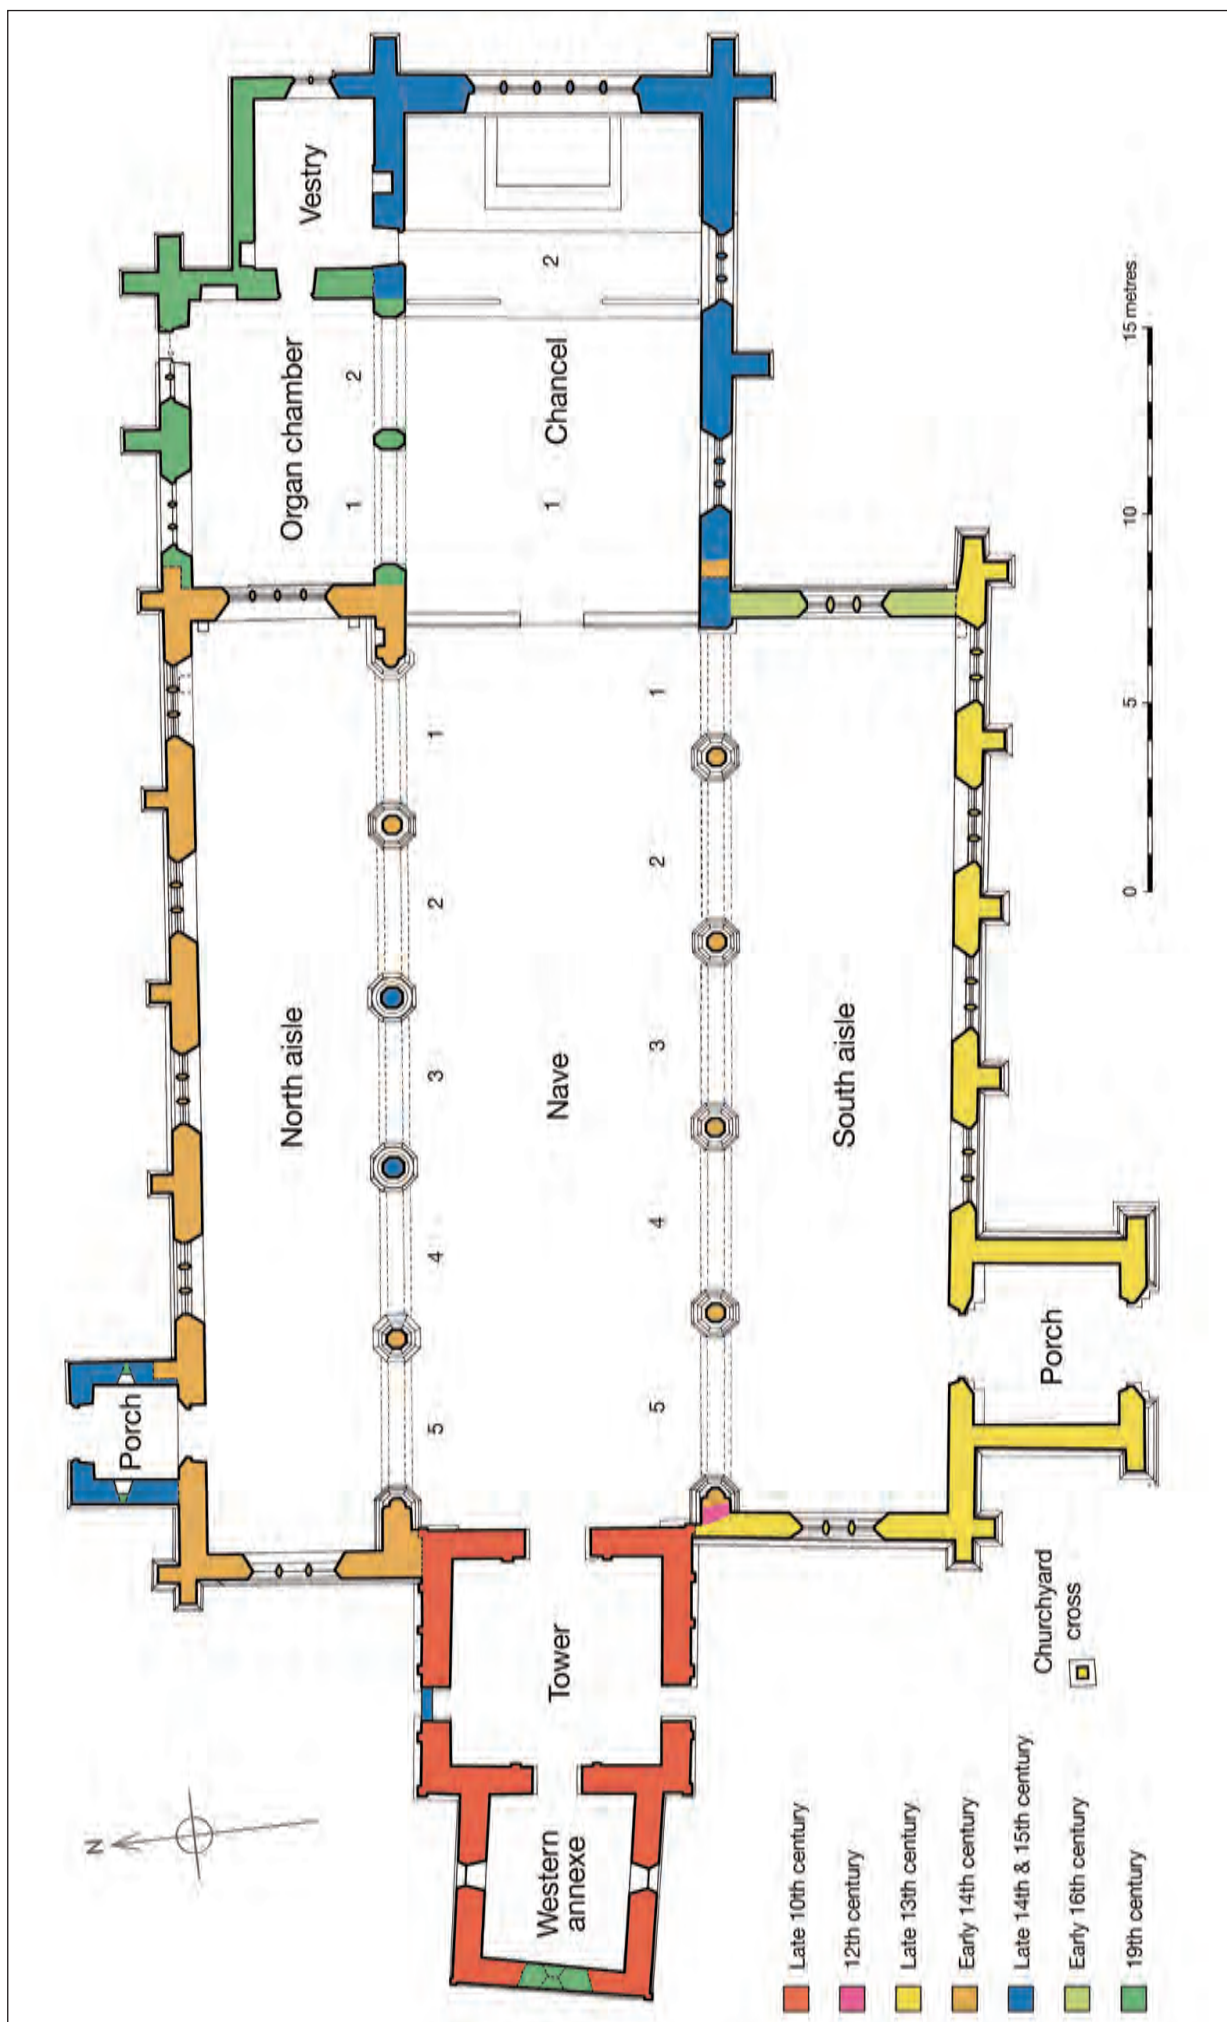 N
Porch
North aisle
Organ chamber
Vestry
1
2
5
4
3
2
1
Western
annexe
Tower
Nave
Chancel
1
2
5
4
3
2
1
South aisle
Porch
Churchyard
cross
0
5
10
15 metres
Late 10th century
12th century
Late 13th century
Early 14th century
Late 14th & 15th century
Early 16th century
19th century